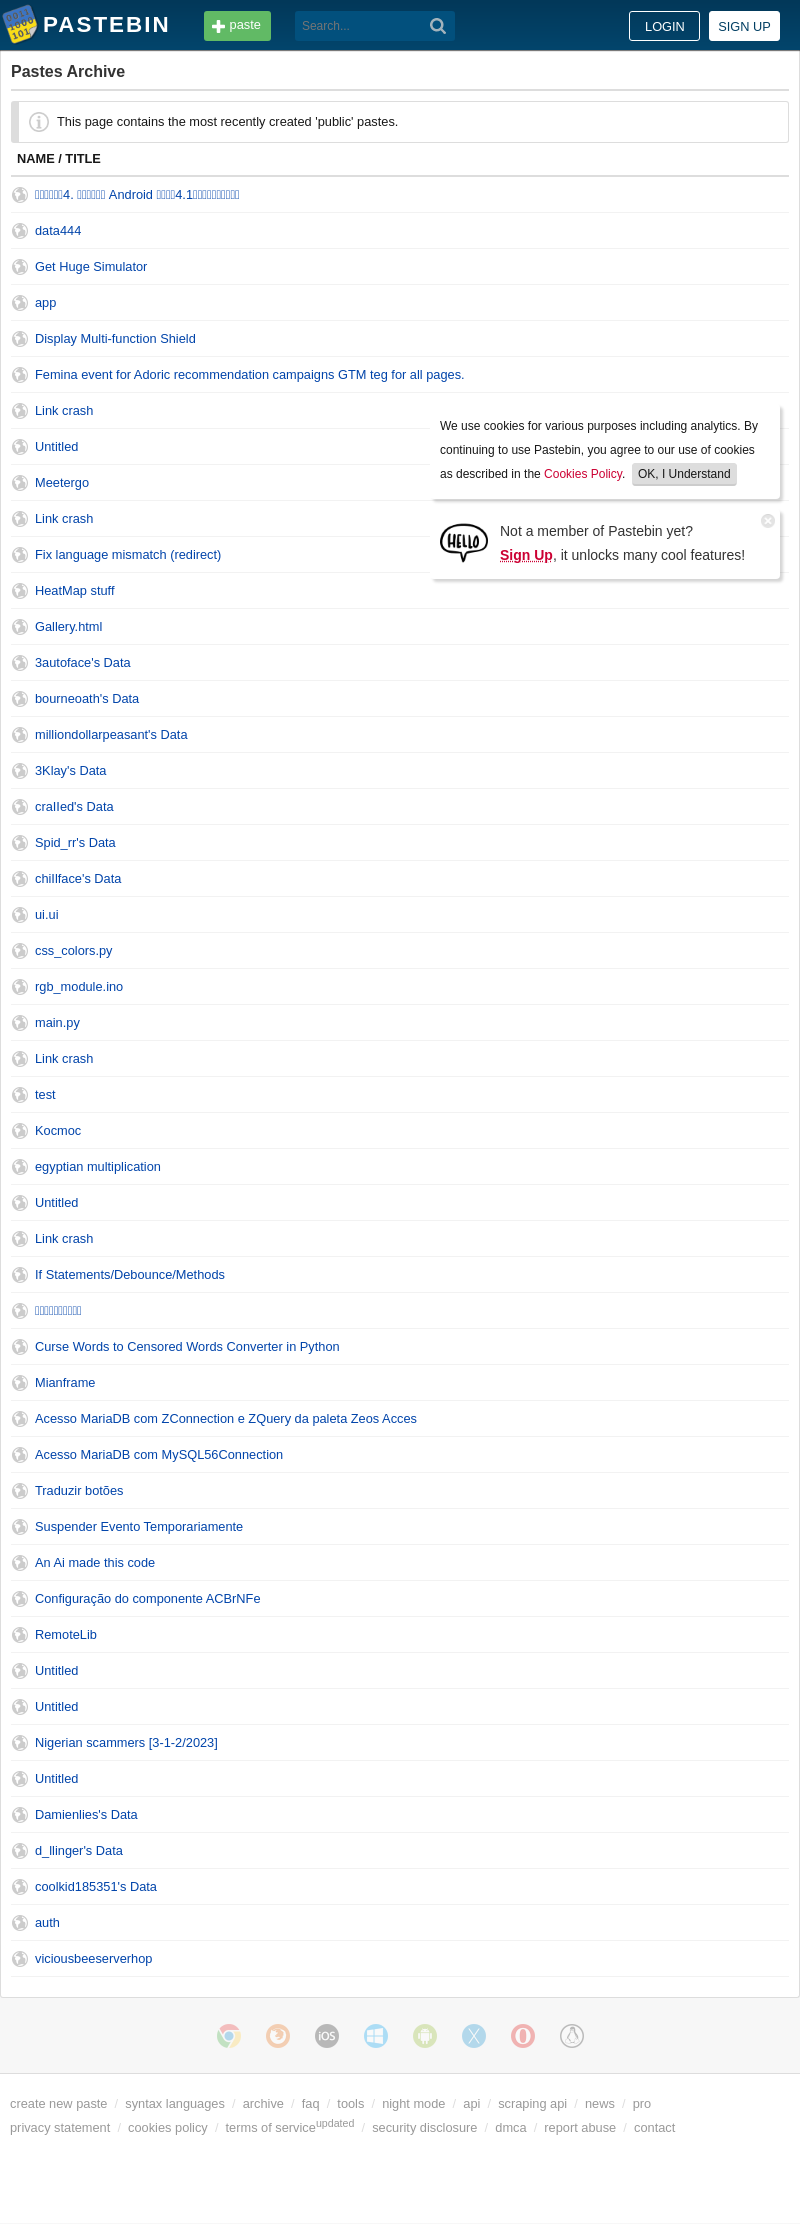 PASTEBIN
paste
Search...
LOGIN
SIGN UP
Pastes Archive
This page contains the most recently created 'public' pastes.
NAME / TITLE
4. Android 4.1
data444
Get Huge Simulator
app
Display Multi-function Shield
Femina event for Adoric recommendation campaigns GTM teg for all pages.
Link crash
Untitled
Meetergo
Link crash
Fix language mismatch (redirect)
We use cookies for various purposes including analytics. By
continuing to use Pastebin, you agree to our use of cookies
as described in the Cookies Policy. OK, I Understand
HELLO
Not a member of Pastebin yet?
Sign Up, it unlocks many cool features!
HeatMap stuff
Gallery.html
3autoface's Data
bourneoath's Data
milliondollarpeasant's Data
3Klay's Data
cralled's Data
Spid_rr's Data
chillface's Data
ui.ui
css_colors.py
rgb_module.ino
main.py
Link crash
test
Kocmoc
egyptian multiplication
Untitled
Link crash
If Statements/Debounce/Methods
Curse Words to Censored Words Converter in Python
Mianframe
Acesso MariaDB com ZConnection e ZQuery da paleta Zeos Acces
Acesso MariaDB com MySQL56Connection
Traduzir botões
Suspender Evento Temporariamente
An Ai made this code
Configuração do componente ACBrNFe
RemoteLib
Untitled
Untitled
Nigerian scammers [3-1-2/2023]
Untitled
Damienlies's Data
d_llinger's Data
coolkid185351's Data
auth
viciousbeeserverhop
iOS
create new paste / syntax languages / archive / faq / tools / night mode / api / scraping api / news / pro
privacy statement / cookies policy / terms of service updated / security disclosure / dmca / report abuse / contact